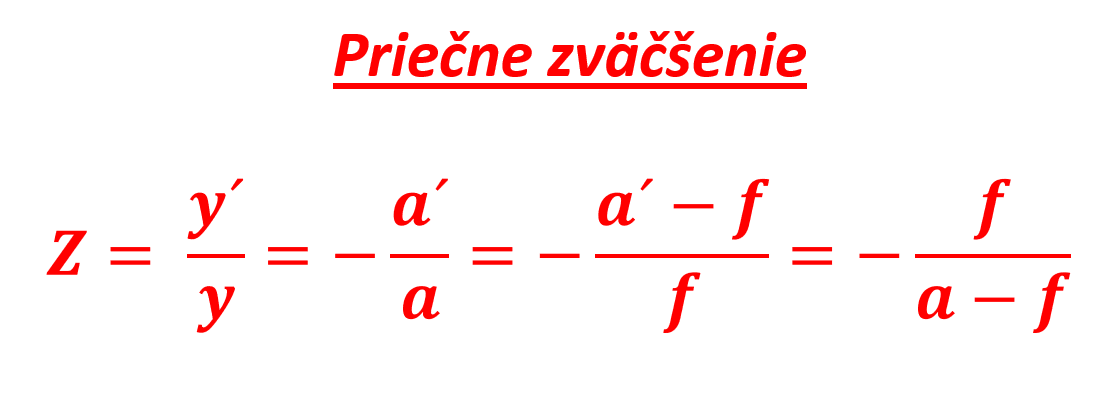 Priečne zväčšenie
Z = y´/y = − a´/a = − (a´ − f)/f = − f/(a − f)